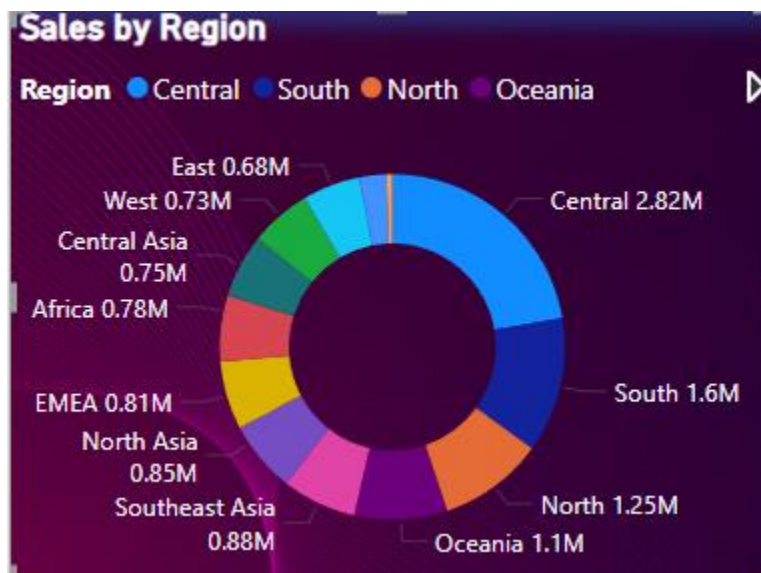 Sales by Region
Region Central South North Oceania
East 0.68M
West 0.73M
Central Asia
0.75M
Africa 0.78M
EMEA 0.81M
North Asia
0.85M
Southeast Asia
0.88M
Central 2.82M
South 1.6M
North 1.25M
Oceania 1.1M